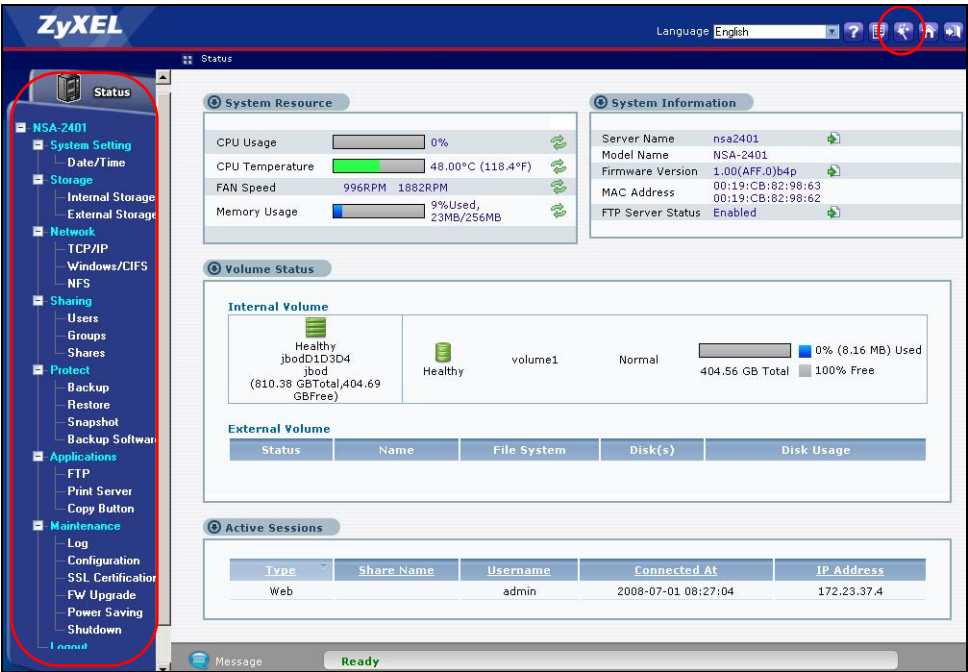 ZyXEL
Language English
?
Status
Status
NSA-2401
System Setting
Date/Time
Storage
Internal Storage
External Storage
Network
TCP/IP
Windows/CIFS
NFS
Sharing
Users
Groups
Shares
Protect
Backup
Restore
Snapshot
Backup Softwar
Applications
FTP
Print Server
Copy Button
Maintenance
Log
Configuration
SSL Certification
FW Upgrade
Power Saving
Shutdown
Logout
System Resource
CPU Usage 0%
CPU Temperature 48.00°C (118.4°F)
FAN Speed 996RPM 1882RPM
Memory Usage 9%Used,
23MB/256MB
System Information
Server Name nsa2401
Model Name NSA-2401
Firmware Version 1.00(AFF.0)b4p
MAC Address 00:19:CB:82:98:63
00:19:CB:82:98:62
FTP Server Status Enabled
Volume Status
Internal Volume
Healthy
jbodD1D3D4
jbod
(810.38 GBTotal,404.69
GBFree)
Healthy
volume1
Normal
404.56 GB Total
0% (8.16 MB) Used
100% Free
External Volume
Status Name File System Disk(s) Disk Usage
Active Sessions
Type Share Name Username Connected At IP Address
Web admin 2008-07-01 08:27:04 172.23.37.4
Message Ready